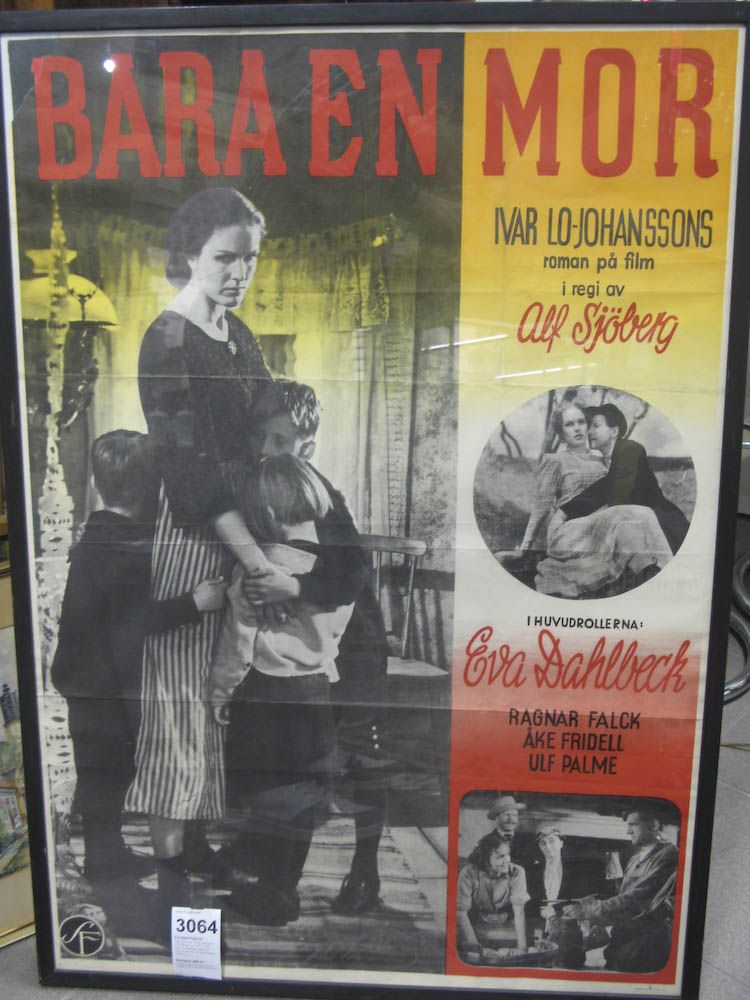 BARA EN MOR
IVAR LO-JOHANSSONS
roman på film
i regi av
Alf Sjöberg
I HUVUDROLLERNA:
Eva Dahlbeck
RAGNAR FALCK
ÅKE FRIDELL
ULF PALME
SF
3064